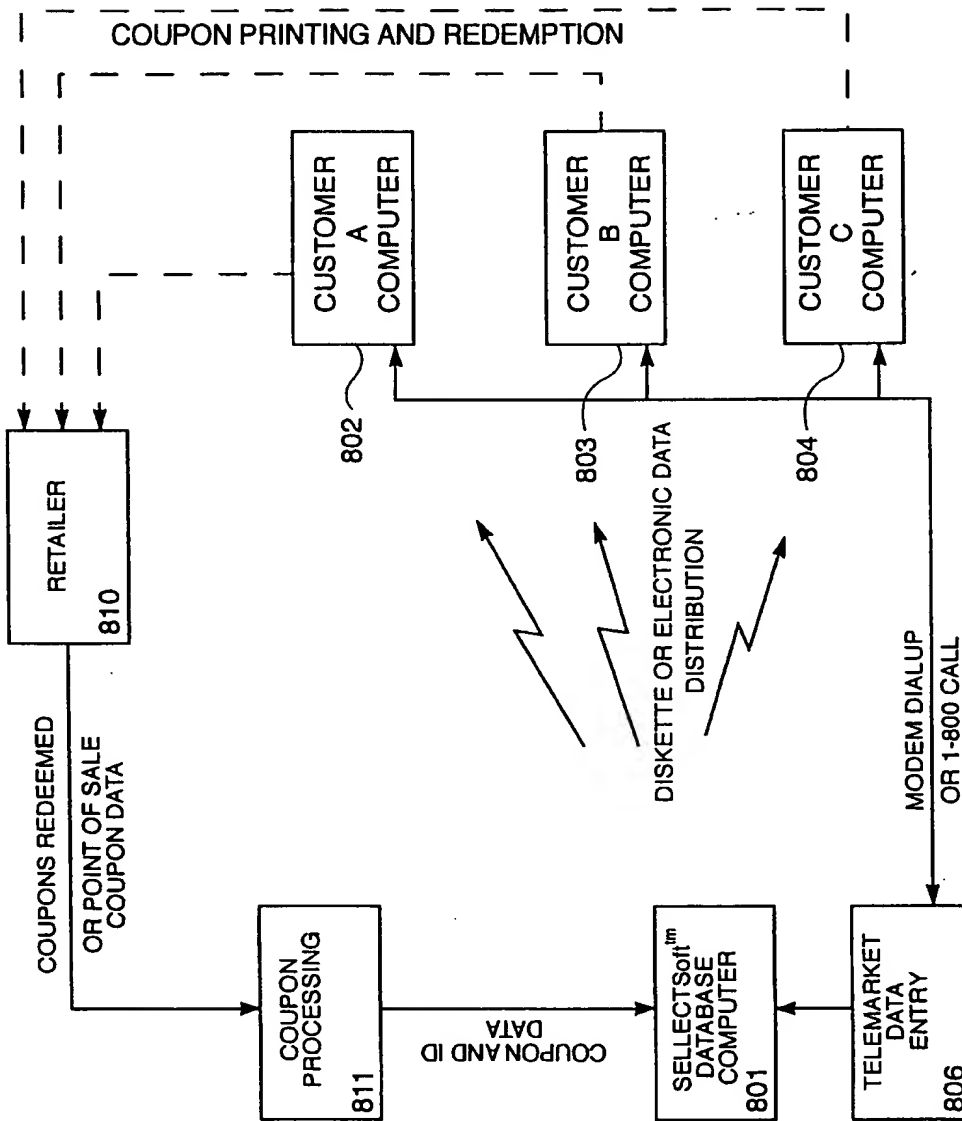 COUPON PRINTING AND REDEMPTION
RETAILER
810
COUPONS REDEEMED
OR POINT OF SALE
COUPON DATA
CUSTOMER
A
COMPUTER
802
CUSTOMER
B
COMPUTER
803
CUSTOMER
C
COMPUTER
804
DISKETTE OR ELECTRONIC DATA
DISTRIBUTION
COUPON
PROCESSING
811
COUPON AND ID
DATA
SELLECTSoft™
DATABASE
COMPUTER
801
MODEM DIALUP
OR 1-800 CALL
TELEMARKET
DATA
ENTRY
806